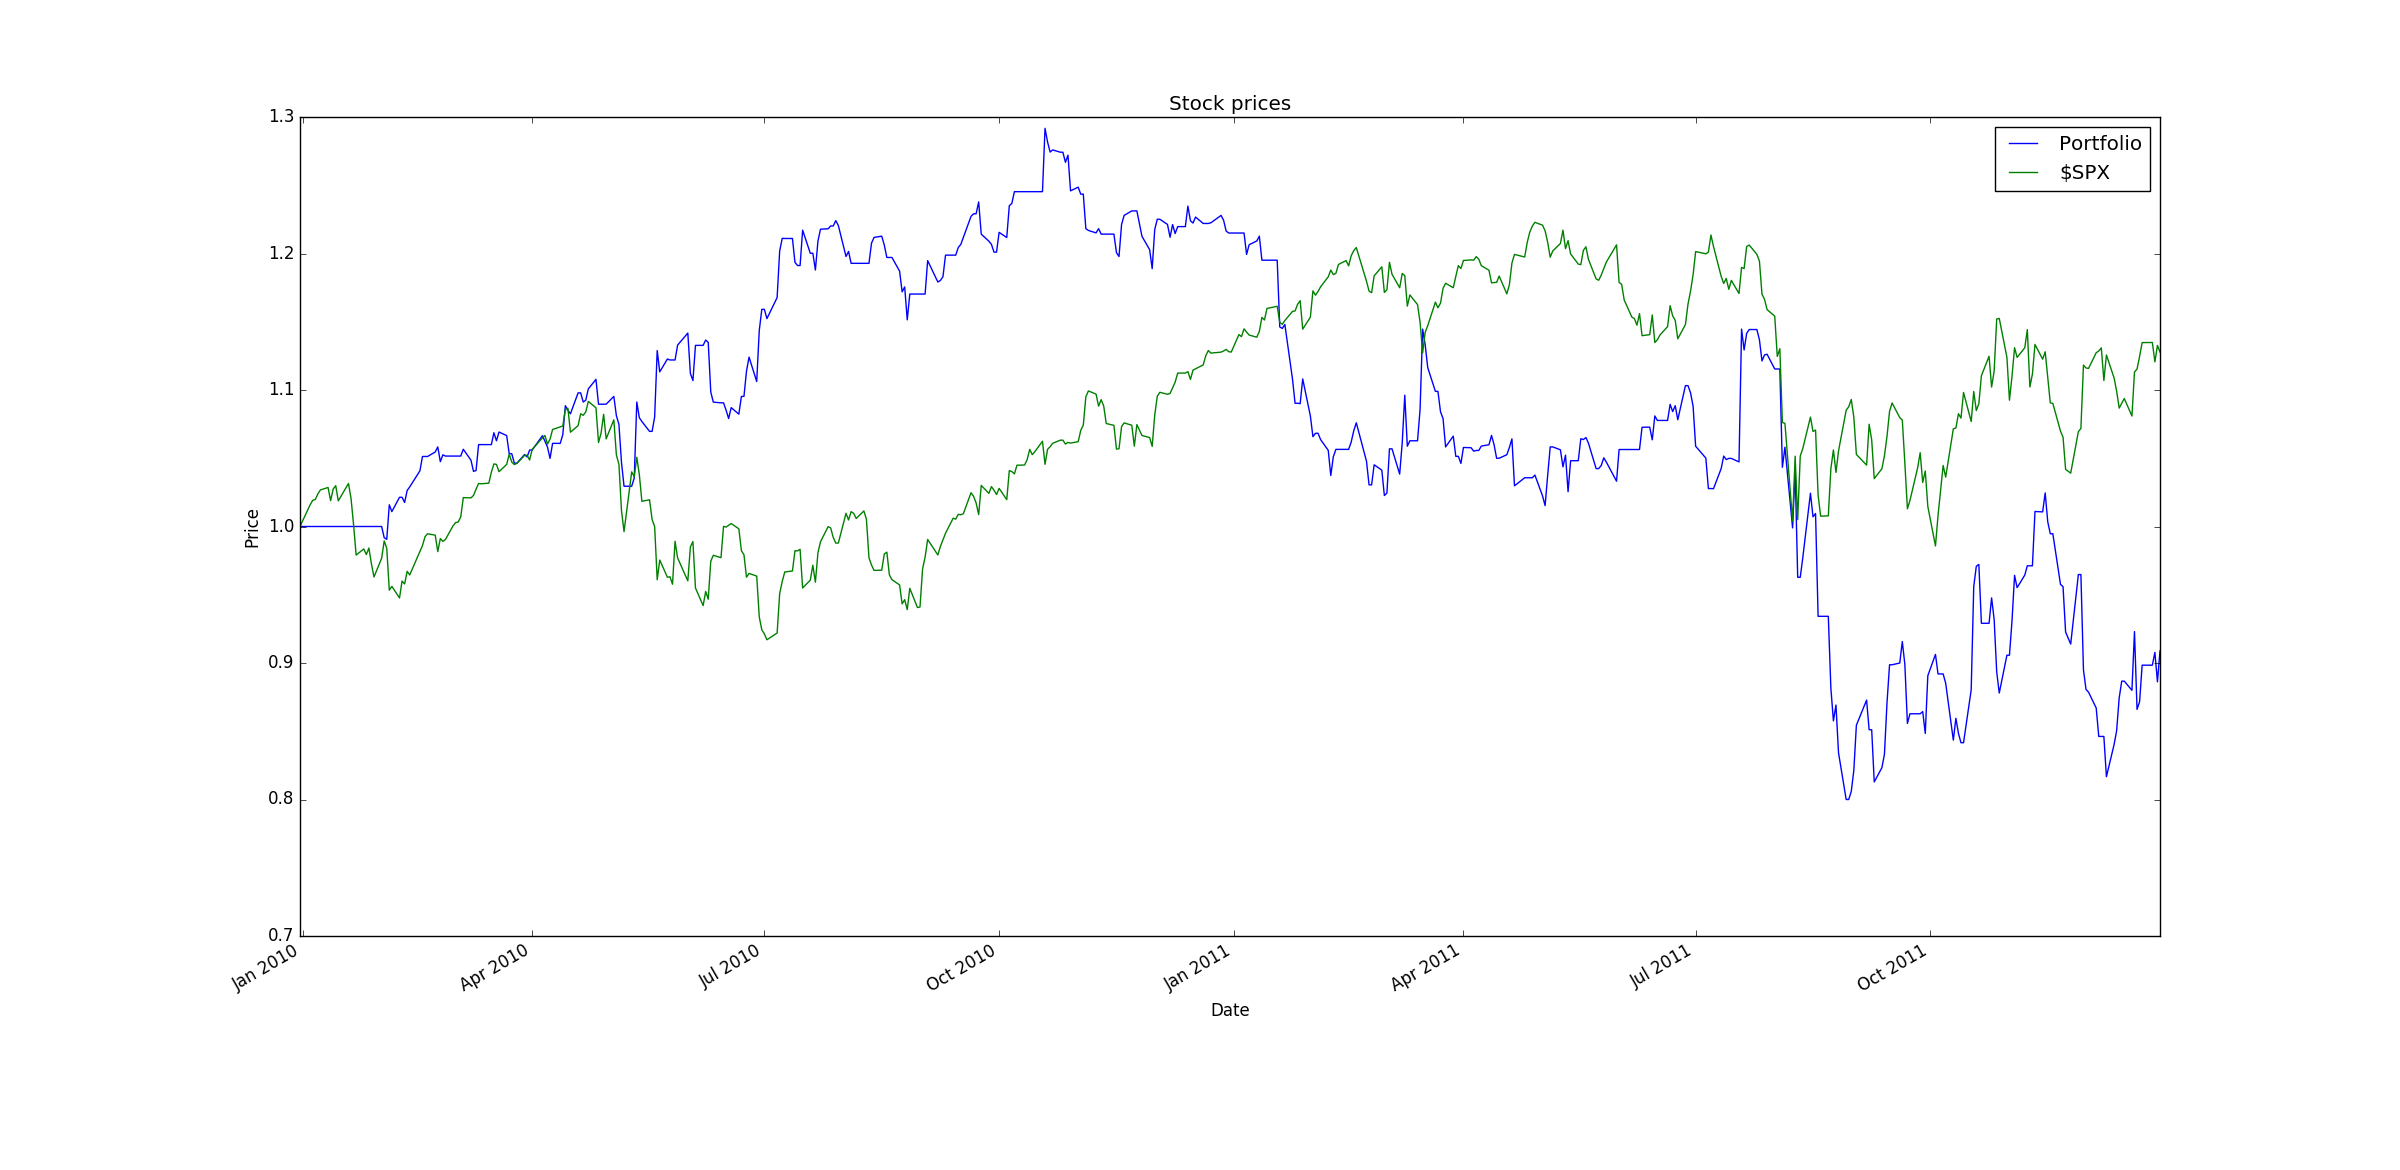 Stock prices
Portfolio
$SPX
1.3
1.2
1.1
1.0
0.9
0.8
0.7
Price
Jan 2010
Apr 2010
Jul 2010
Oct 2010
Jan 2011
Apr 2011
Jul 2011
Oct 2011
Date